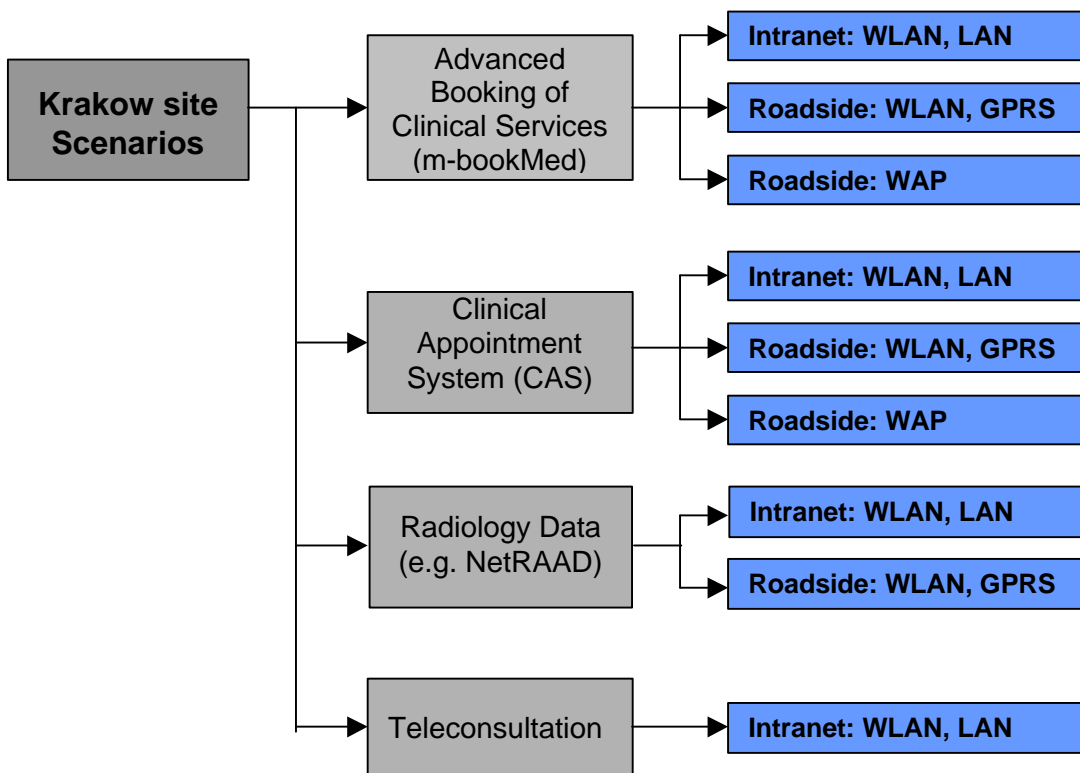 Krakow site
Scenarios
Advanced
Booking of
Clinical Services
(m-bookMed)
Intranet: WLAN, LAN
Roadside: WLAN, GPRS
Roadside: WAP
Clinical
Appointment
System (CAS)
Intranet: WLAN, LAN
Roadside: WLAN, GPRS
Roadside: WAP
Radiology Data
(e.g. NetRAAD)
Intranet: WLAN, LAN
Roadside: WLAN, GPRS
Teleconsultation
Intranet: WLAN, LAN